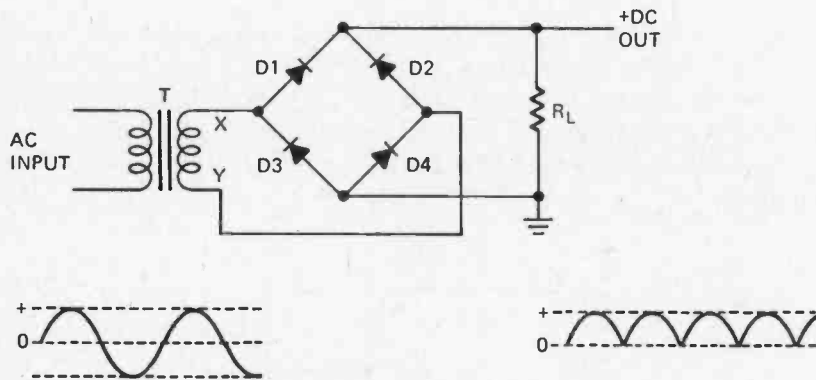 +DC
OUT
D1
D2
T
X
R_L
AC
INPUT
Y
D3
D4
+
0
+
0